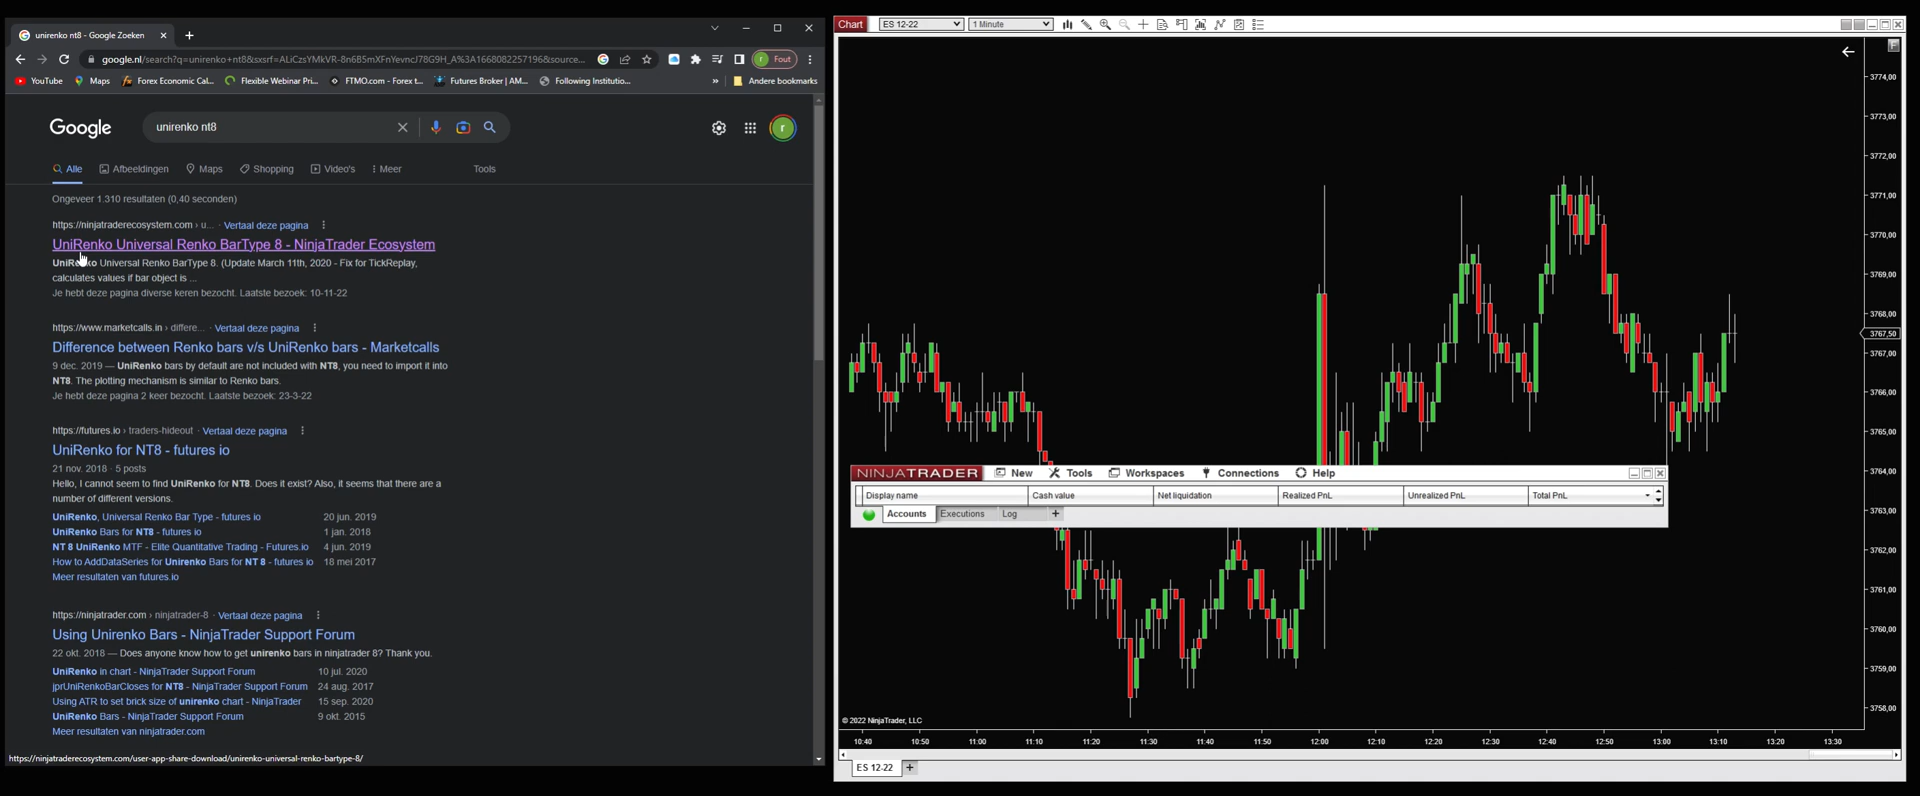 unirenko nt8 - Google Zoeken
google.nl/search?q=unirenko+nt8&sxsrf=ALiCzsYMkVR-8n6B5mXFnYevncJ78G9H_A%3A1668082257196&source...
Fout
YouTube Maps Forex Economic Cal... Flexible Webinar Pri... FTMO.com - Forex t... Futures Broker | AM... Following Institutio... » Andere bookmarks
Google unirenko nt8 r
Alle Afbeeldingen Maps Shopping Video's Meer Tools
Ongeveer 1.310 resultaten (0,40 seconden)
https://ninjatraderecosystem.com › u... · Vertaal deze pagina
UniRenko Universal Renko BarType 8 - NinjaTrader Ecosystem
UniRenko Universal Renko BarType 8. (Update March 11th, 2020 - Fix for TickReplay,
calculates values if bar object is ...
Je hebt deze pagina diverse keren bezocht. Laatste bezoek: 10-11-22
https://www.marketcalls.in › differe... · Vertaal deze pagina
Difference between Renko bars v/s UniRenko bars - Marketcalls
9 dec. 2019 — UniRenko bars by default are not included with NT8, you need to import it into
NT8. The plotting mechanism is similar to Renko bars.
Je hebt deze pagina 2 keer bezocht. Laatste bezoek: 23-3-22
https://futures.io › traders-hideout · Vertaal deze pagina
UniRenko for NT8 - futures io
21 nov. 2018 · 5 posts
Hello, I cannot seem to find UniRenko for NT8. Does it exist? Also, it seems that there are a
number of different versions.
UniRenko, Universal Renko Bar Type - futures io 20 jun. 2019
UniRenko Bars for NT8 - futures io 1 jan. 2018
NT 8 UniRenko MTF - Elite Quantitative Trading - Futures.io 4 jun. 2019
How to AddDataSeries for Unirenko Bars for NT 8 - futures io 18 mei 2017
Meer resultaten van futures.io
https://ninjatrader.com › ninjatrader-8 · Vertaal deze pagina
Using Unirenko Bars - NinjaTrader Support Forum
22 okt. 2018 — Does anyone know how to get unirenko bars in ninjatrader 8? Thank you.
UniRenko in chart - NinjaTrader Support Forum 10 jul. 2020
jprUniRenkoBarCloses for NT8 - NinjaTrader Support Forum 24 aug. 2017
Using ATR to set brick size of unirenko chart - NinjaTrader 15 sep. 2020
UniRenko Bars - NinjaTrader Support Forum 9 okt. 2015
Meer resultaten van ninjatrader.com
https://ninjatraderecosystem.com/user-app-share-download/unirenko-universal-renko-bartype-8/
Chart ES 12-22 1 Minute
F
3774,00
3773,00
3772,00
3771,00
3770,00
3769,00
3768,00
3767,50
3767,00
3766,00
3765,00
3764,00
3763,00
3762,00
3761,00
3760,00
3759,00
3758,00
NINJATRADER New Tools Workspaces Connections Help
Display name Cash value Net liquidation Realized PnL Unrealized PnL Total PnL
Accounts Executions Log +
© 2022 NinjaTrader, LLC
10:40 10:50 11:00 11:10 11:20 11:30 11:40 11:50 12:00 12:10 12:20 12:30 12:40 12:50 13:00 13:10 13:20 13:30
ES 12-22 +